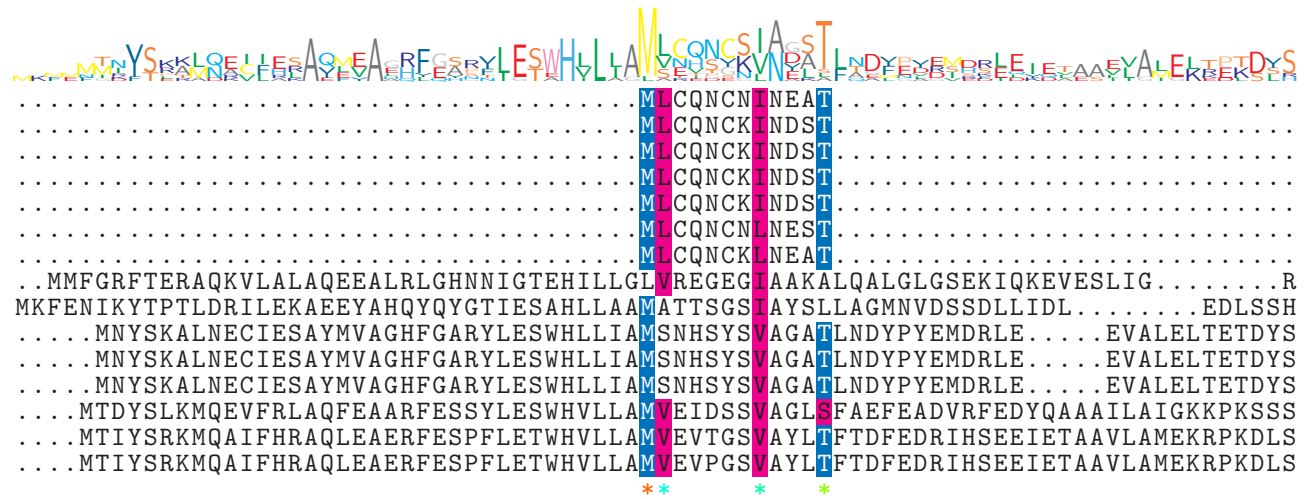 .......................................MLCQNCNINEAT.............................
.......................................MLCQNCKINDST.............................
.......................................MLCQNCKINDST.............................
.......................................MLCQNCKINDST.............................
.......................................MLCQNCKINDST.............................
.......................................MLCQNCNLNEST.............................
.......................................MLCQNCKLNEAT.............................
..MMFGRFTERAQKVLALAQEEALRLGHNNIGTEHILLGLVREGEGIAAKALQALGLGSEKIQKEVESLIG........R
MKFENIKYTPTLDRILEKAEEYAHQYQYGTIESAHLLAAMATTSGSIAYSLLAGMNVDSSDLLIDL........EDLSSH
.....MNYSKALNECIESAYMVAGHFGARYLESWHLLIAMSNHSYSVAGATLNDYPYEMDRLE.....EVALELTETDYS
.....MNYSKALNECIESAYMVAGHFGARYLESWHLLIAMSNHSYSVAGATLNDYPYEMDRLE.....EVALELTETDYS
.....MNYSKALNECIESAYMVAGHFGARYLESWHLLIAMSNHSYSVAGATLNDYPYEMDRLE.....EVALELTETDYS
....MTDYSLKMQEVFRLAQFEAARFESSYLESWHVLLAMVEIDSSVAGLSFAEFEADVRFEDYQAAAILAIGKKPKSSS
....MTIYSRKMQAIFHRAQLEAERFESPFLETWHVLLAMVEVTGSVAYLTFTDFEDRIHSEEIETAAVLAMEKRPKDLS
....MTIYSRKMQAIFHRAQLEAERFESPFLETWHVLLAMVEVPGSVAYLTFTDFEDRIHSEEIETAAVLAMEKRPKDLS
* * * *